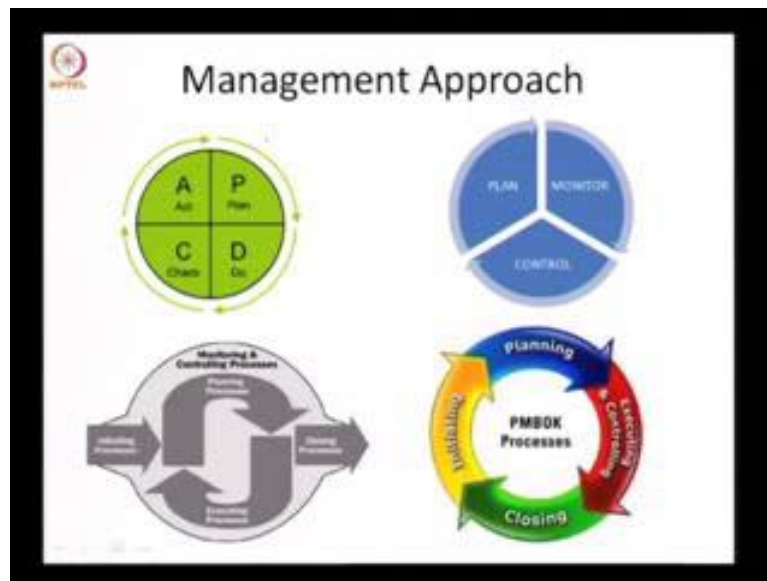 NPTEL
Management Approach
A
Act
P
Plan
C
Check
D
Do
PLAN
MONITOR
CONTROL
Monitoring &
Controlling Processes
Planning
Processes
Initiating
Processes
Closing
Processes
Executing
Processes
Planning
Executing
& Controlling
Closing
Initiating
PMBOK
Processes